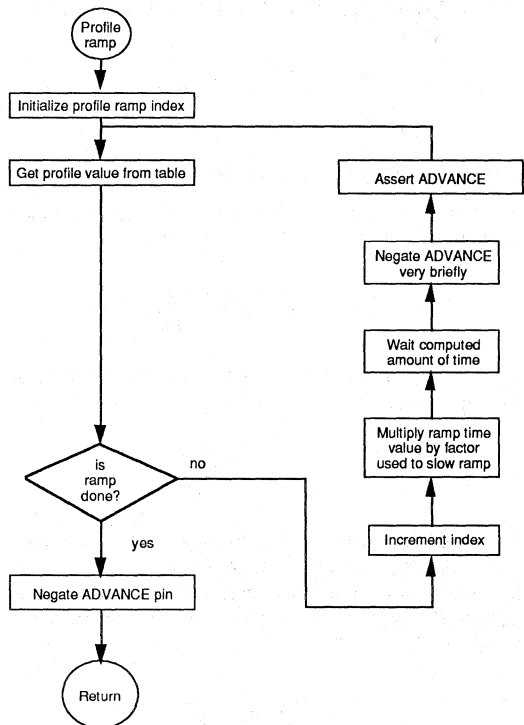 Profile
ramp
Initialize profile ramp index
Get profile value from table
Assert ADVANCE
Negate ADVANCE
very briefly
Wait computed
amount of time
Multiply ramp time
value by factor
used to slow ramp
Increment index
is
ramp
done?
no
yes
Negate ADVANCE pin
Return